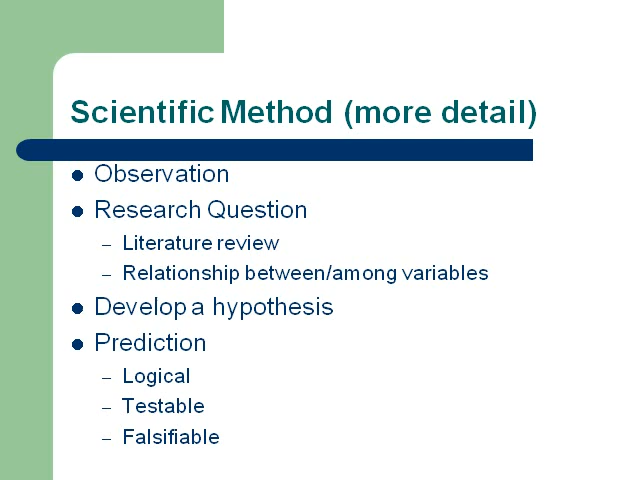 Scientific Method (more detail)
● Observation
● Research Question
– Literature review
– Relationship between/among variables
● Develop a hypothesis
● Prediction
– Logical
– Testable
– Falsifiable